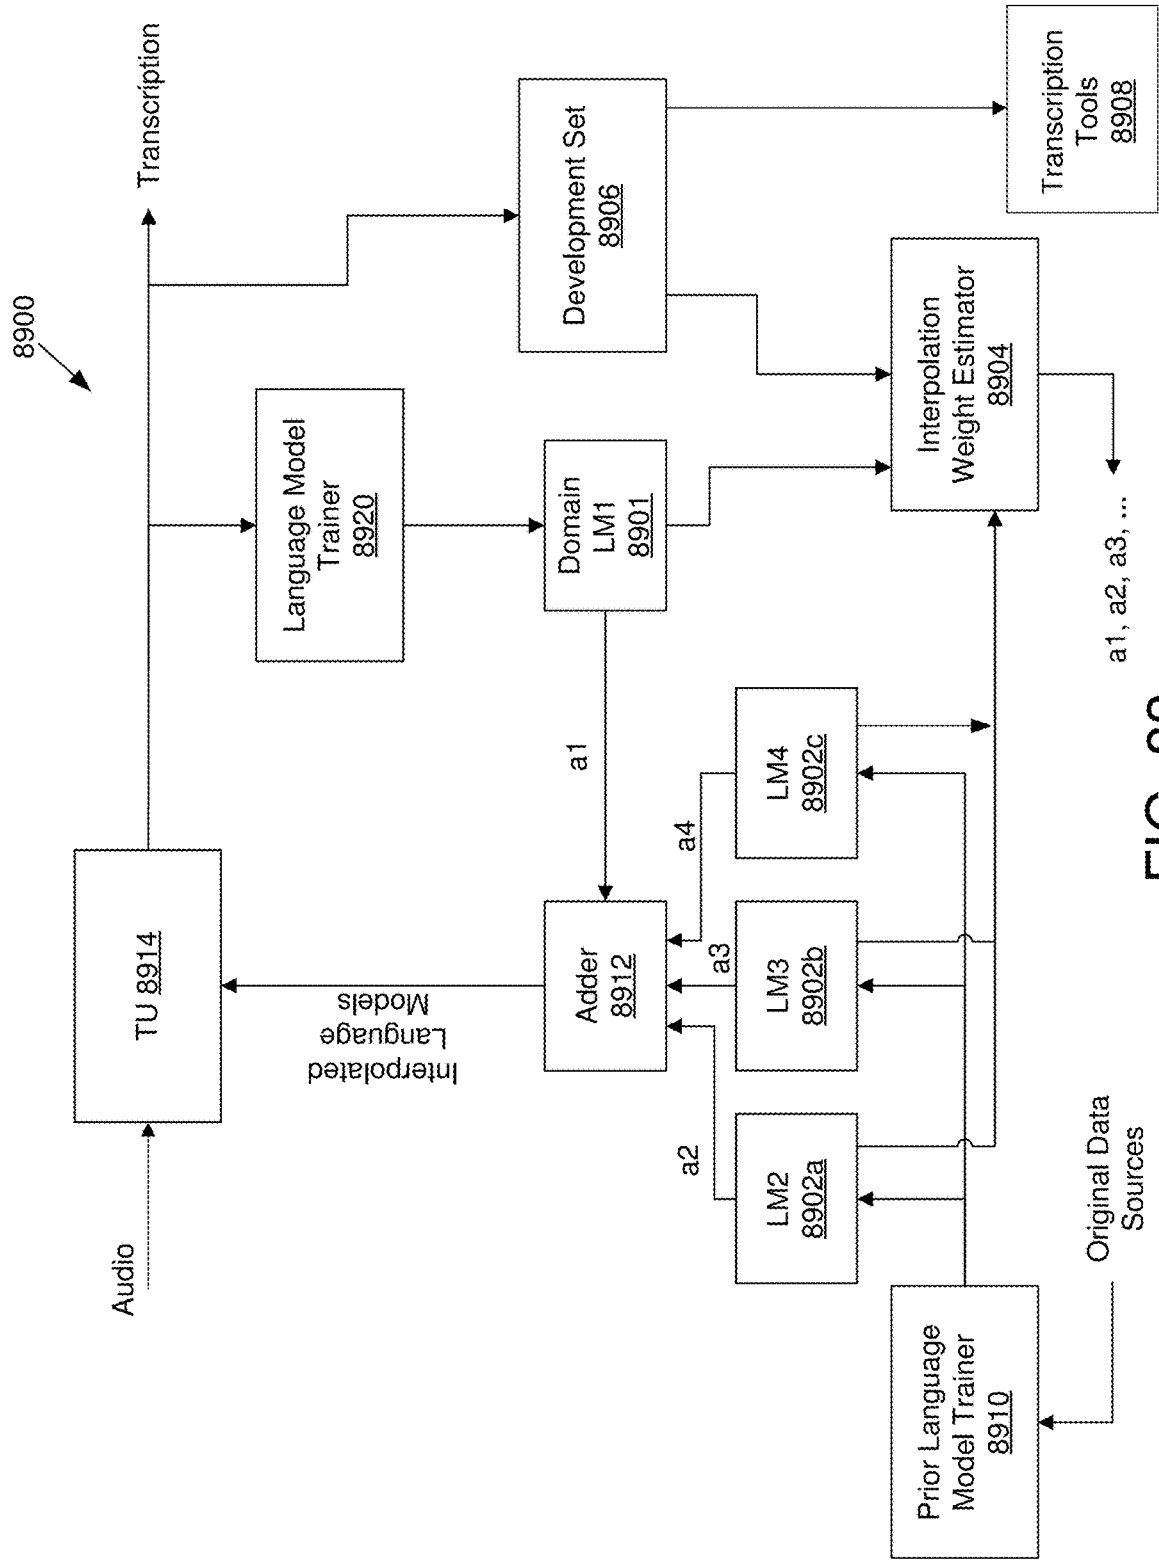 8900
Audio
TU 8914
Transcription
Interpolated
Language
Models
Language Model
Trainer
8920
Development Set
8906
Adder
8912
a1
Domain
LM1
8901
a2
a3
a4
LM2
8902a
LM3
8902b
LM4
8902c
Prior Language
Model Trainer
8910
Interpolation
Weight Estimator
8904
Transcription
Tools
8908
Original Data
Sources
a1, a2, a3, ...
FIG.